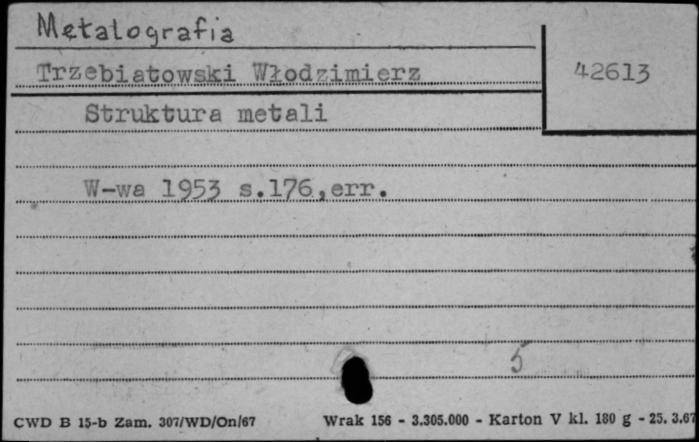 Metalografia
Trzebiatowski Włodzimierz
42613
Struktura metali
W-wa 1953 s.176,err.
5
CWD B 15-b Zam. 307/WD/On/67 Wrak 156 - 3.305.000 - Karton V kl. 180 g - 25. 3.67